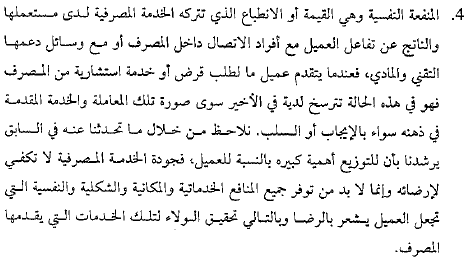 4. المنفعة النفسية وهي القيمة أو الانطباع الذي تتركه الخدمة المصرفية لدى مستعملها
والناتج عن تفاعل العميل مع أفراد الاتصال داخل المصرف أو مع وسائل دعمها
التقني والمادي، فعندما يتقدم عميل ما لطلب قرض أو خدمة استشارية من المصرف
فهو في هذه الحالة تترسخ لدية في الأخير سوى صورة تلك المعاملة والخدمة المقدمة
في ذهنه سواء بالإيجاب أو السلب. نلاحظ من خلال ما تحدثنا عنه في السابق
يرشدنا بأن للتوزيع أهمية كبيره بالنسبة للعميل، فجودة الخدمة المصرفية لا تكفي
لإرضائه وإنما لا بد من توفر جميع المنافع الخدماتية والمكانية والشكلية والنفسية التي
تجعل العميل يشعر بالرضا وبالتالي تحقيق الولاء لتلك الخدمات التي يقدمها
المصرف.